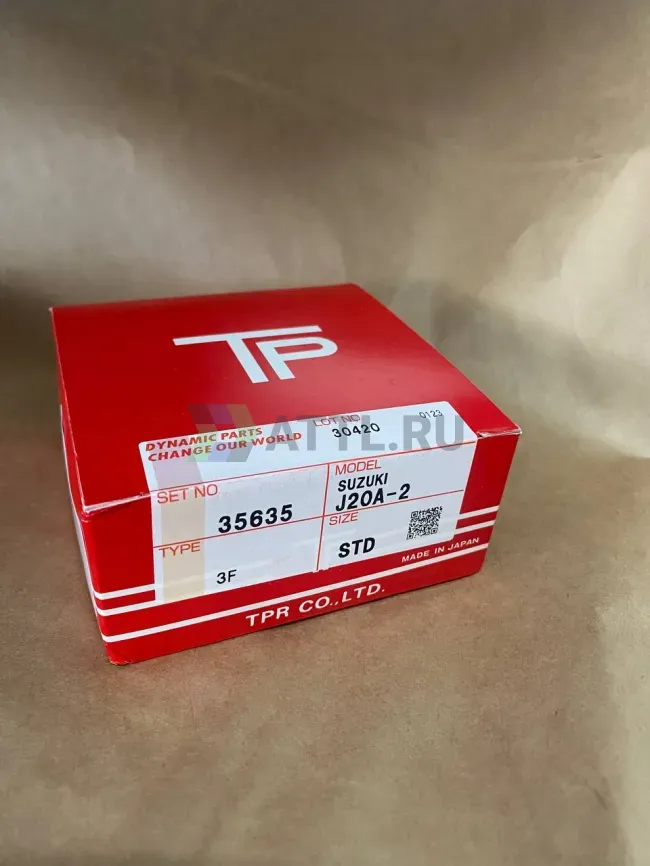 TP
DYNAMIC PARTS
CHANGE OUR WORLD
LOT NO
30420
0123
ATTL.RU
SET NO
35635
MODEL
SUZUKI
J20A-2
TYPE
3F
SIZE
STD
MADE IN JAPAN
TPR CO.,LTD.